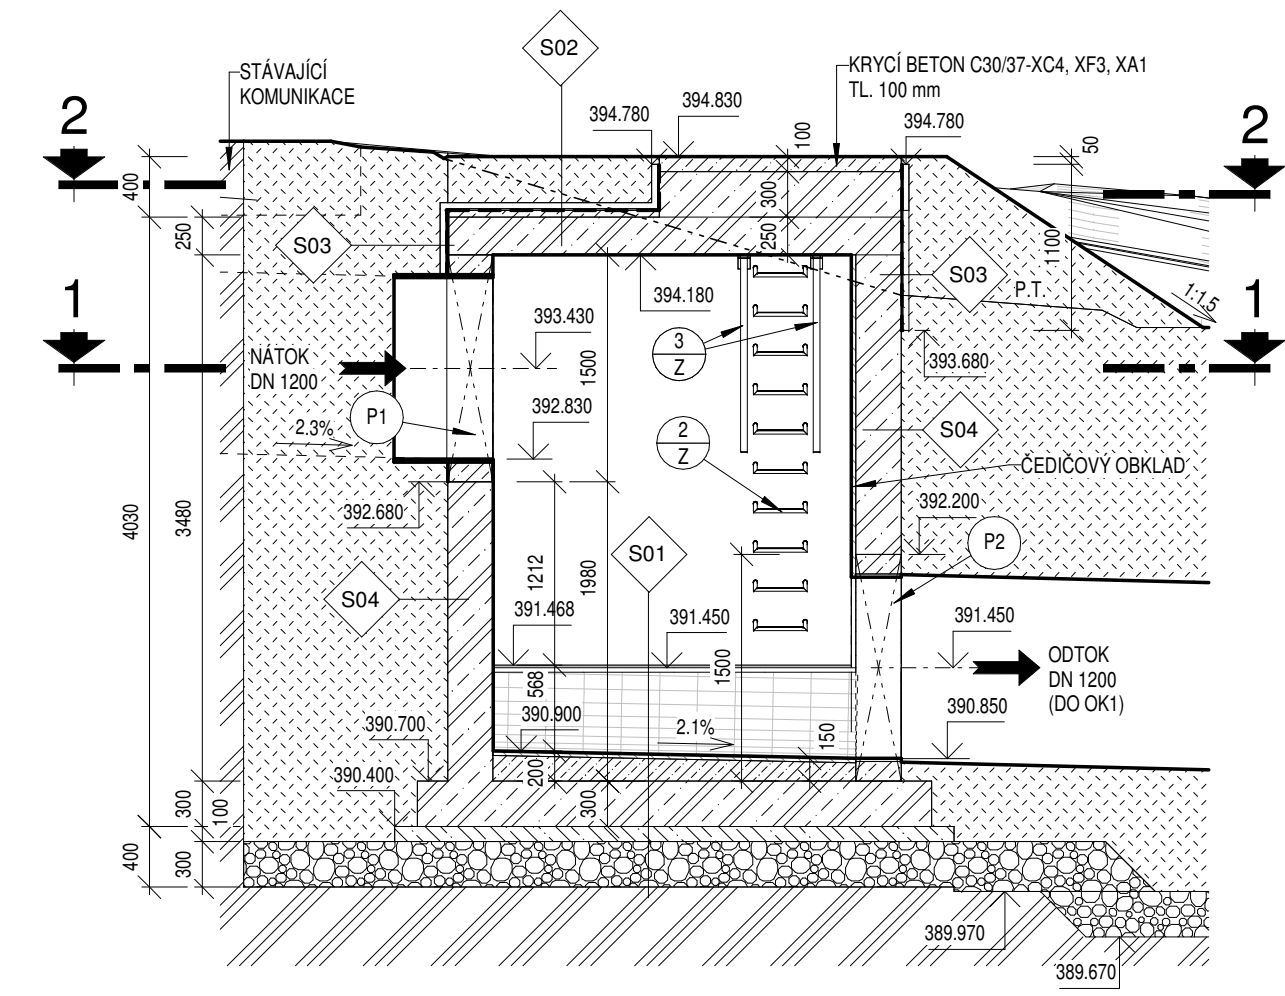 S02
STÁVAJÍCÍ
KOMUNIKACE
KRYCÍ BETON C30/37-XC4, XF3, XA1
TL. 100 mm
394.780
394.830
394.780
100
50
2
2
400
250
300
250
1100
S03
S03
P.T.
1:1.5
394.180
1
1
393.430
3
Z
1500
393.680
NÁTOK
DN 1200
392.830
P1
2.3%
2
Z
S04
ČEDIČOVÝ OBKLAD
392.680
392.200
P2
4030
3480
S01
1212
1980
S04
391.468
391.450
391.450
1500
ODTOK
DN 1200
(DO OK1)
568
390.700
390.900
2.1%
150
390.850
390.400
200
300
300
100
400
300
389.970
389.670